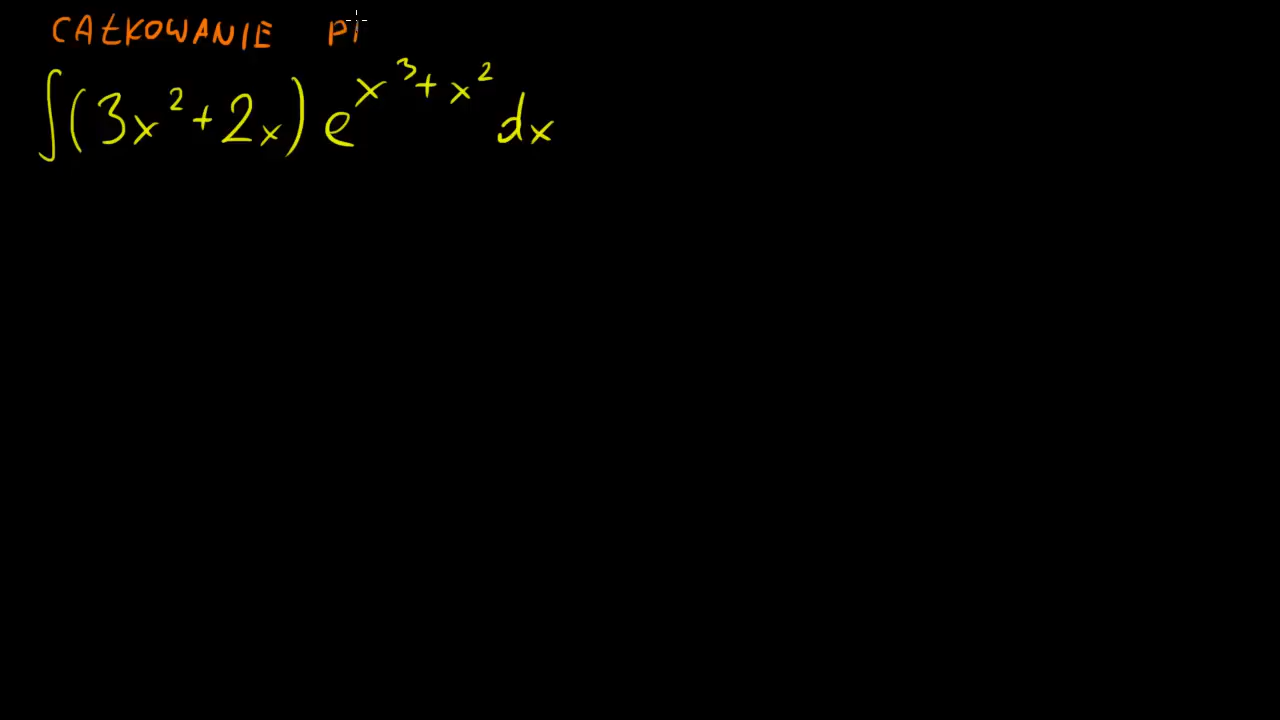 CAŁKOWANIE
∫(3x²+2x) e^{x³+x²} dx